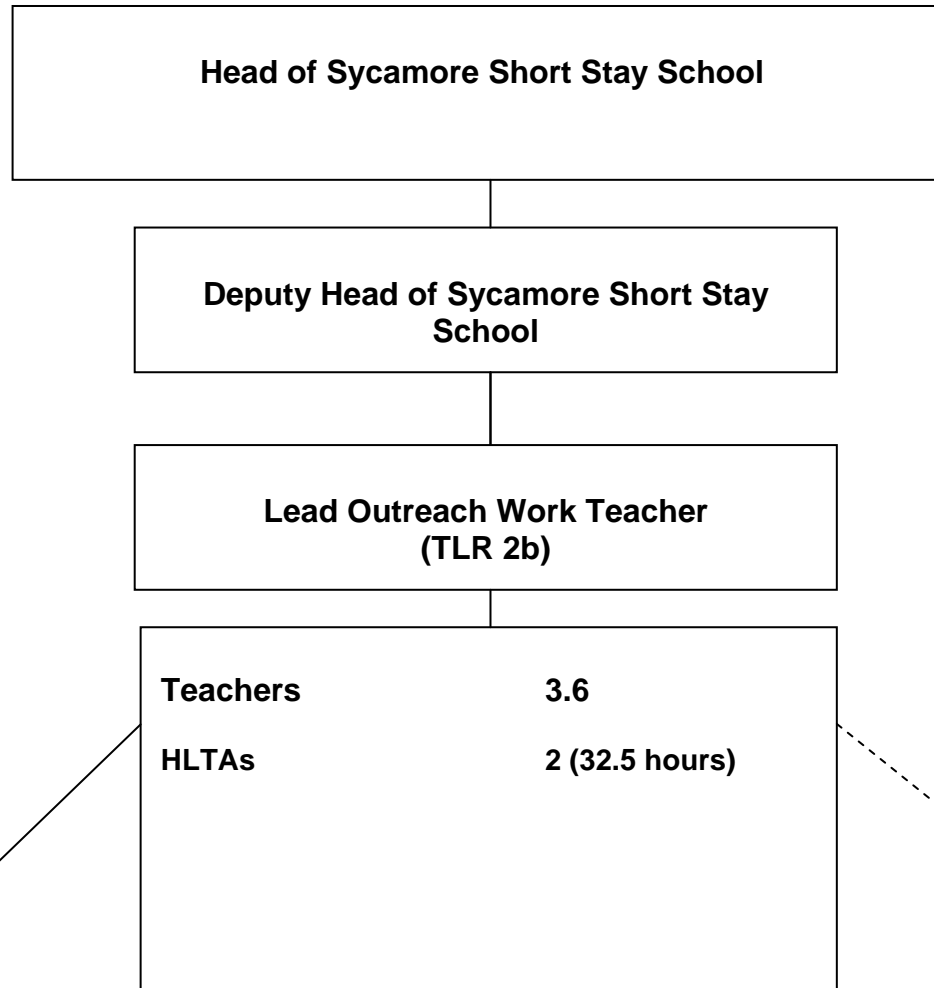 Head of Sycamore Short Stay School
Deputy Head of Sycamore Short Stay
School
Lead Outreach Work Teacher
(TLR 2b)
Teachers 3.6
HLTAs 2 (32.5 hours)